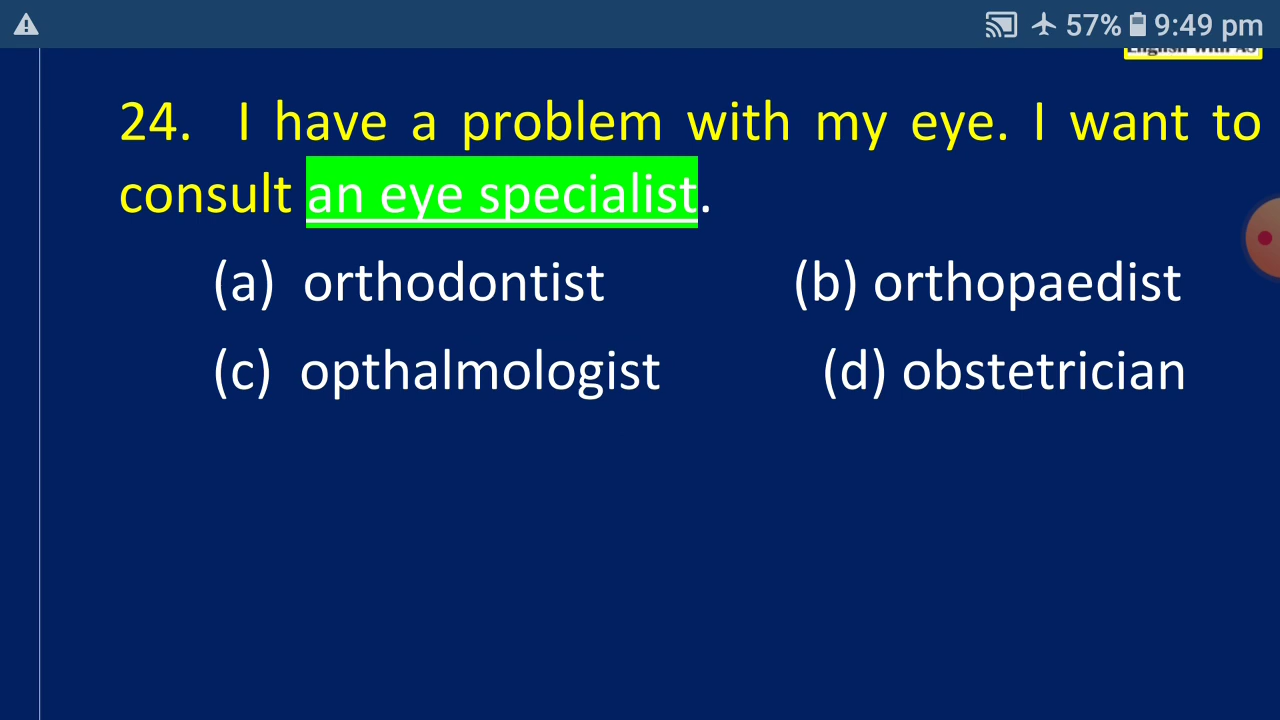 57% 9:49 pm
24. I have a problem with my eye. I want to
consult an eye specialist.
(a) orthodontist (b) orthopaedist
(c) opthalmologist (d) obstetrician